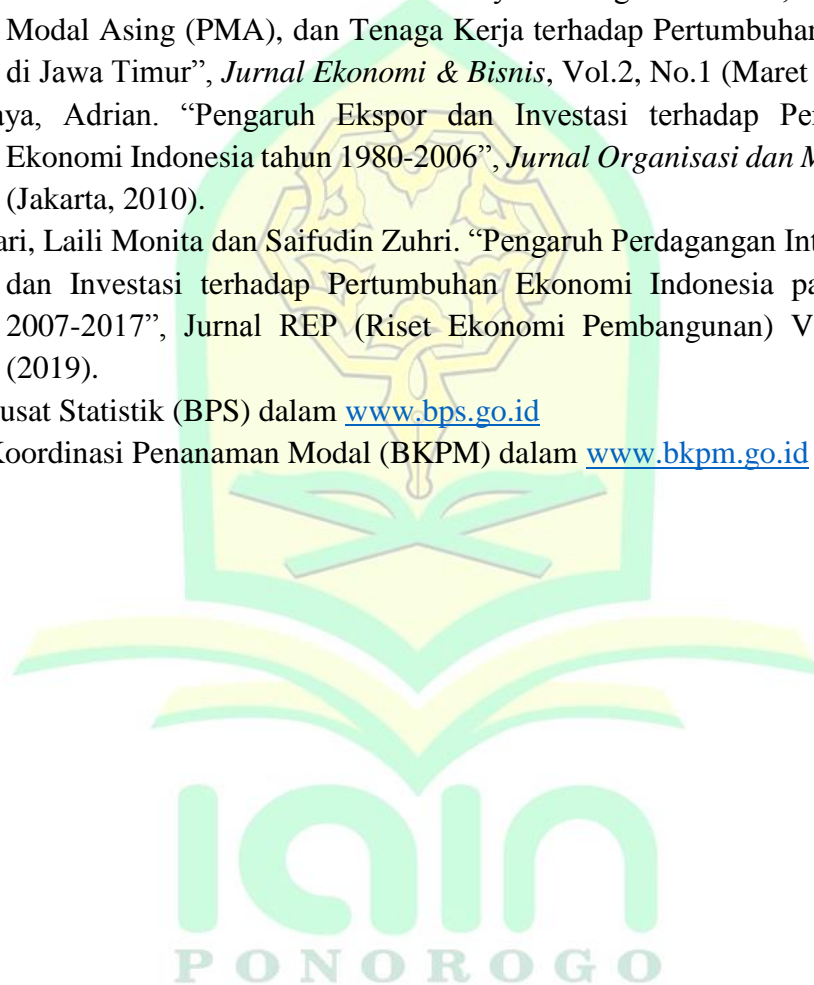 Modal Asing (PMA), dan Tenaga Kerja terhadap Pertumbuhan
di Jawa Timur”, Jurnal Ekonomi & Bisnis, Vol.2, No.1 (Maret
aya, Adrian. “Pengaruh Ekspor dan Investasi terhadap Per
Ekonomi Indonesia tahun 1980-2006”, Jurnal Organisasi dan M
(Jakarta, 2010).
ari, Laili Monita dan Saifudin Zuhri. “Pengaruh Perdagangan Int
dan Investasi terhadap Pertumbuhan Ekonomi Indonesia pa
2007-2017”, Jurnal REP (Riset Ekonomi Pembangunan) V
(2019).
usat Statistik (BPS) dalam www.bps.go.id
Koordinasi Penanaman Modal (BKPM) dalam www.bkpm.go.id
iain
PONOROGO